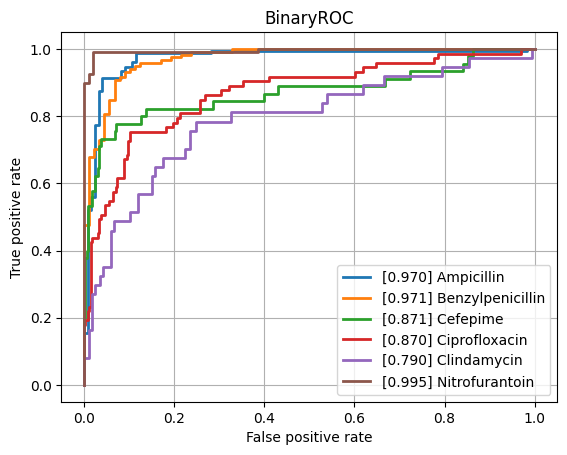 BinaryROC
True positive rate
1.0
0.8
0.6
0.4
0.2
0.0
[0.970] Ampicillin
[0.971] Benzylpenicillin
[0.871] Cefepime
[0.870] Ciprofloxacin
[0.790] Clindamycin
[0.995] Nitrofurantoin
0.0 0.2 0.4 0.6 0.8 1.0
False positive rate